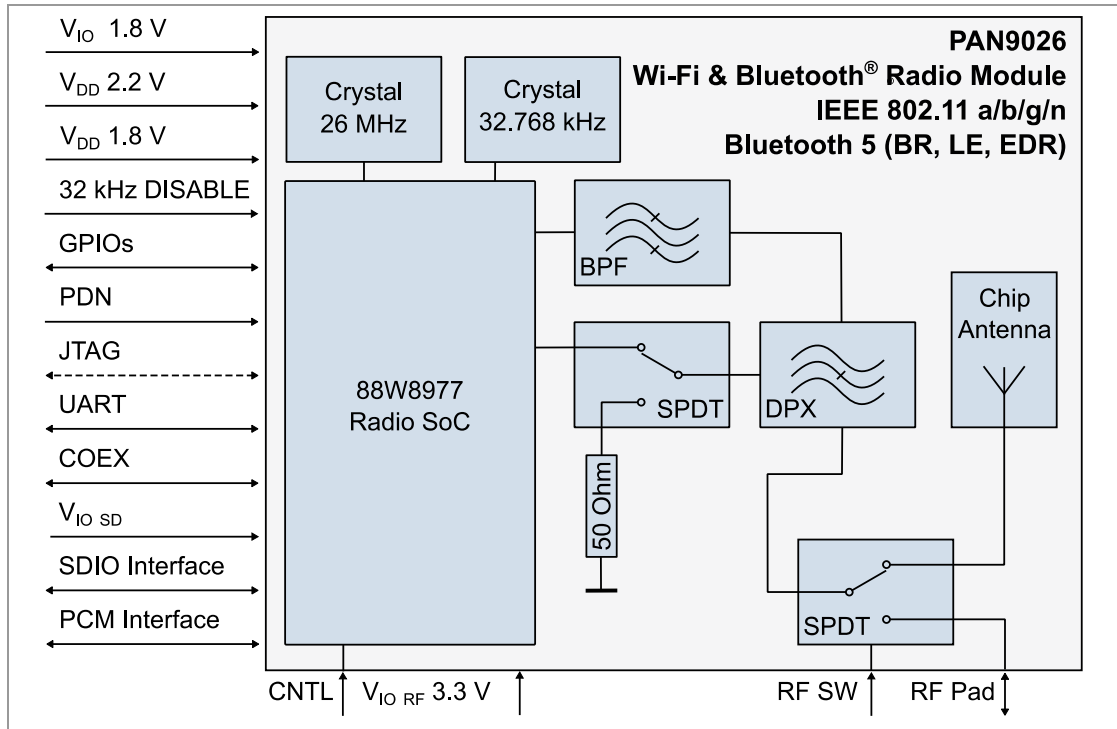 V_IO 1.8 V
V_DD 2.2 V
V_DD 1.8 V
32 kHz DISABLE
GPIOs
PDN
JTAG
UART
COEX
V_IO SD
SDIO Interface
PCM Interface
PAN9026
Wi-Fi & Bluetooth® Radio Module
IEEE 802.11 a/b/g/n
Bluetooth 5 (BR, LE, EDR)
Crystal
26 MHz
Crystal
32.768 kHz
88W8977
Radio SoC
BPF
SPDT
DPX
50 Ohm
Chip
Antenna
SPDT
CNTL
V_IO RF 3.3 V
RF SW
RF Pad